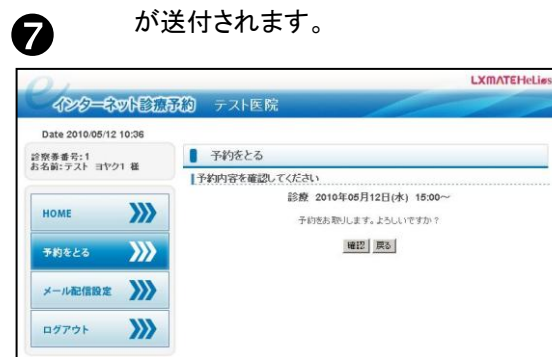 が送付されます。
❼
LXMATEHeLios
インターネット診療予約 テスト医院
Date 2010/05/12 10:36
診察券番号:1
お名前:テスト ヨヤク1 様
予約をとる
予約内容を確認してください
診療 2010年05月12日(水) 15:00～
予約をお取りします。よろしいですか？
確認 戻る
HOME
予約をとる
メール配信設定
ログアウト